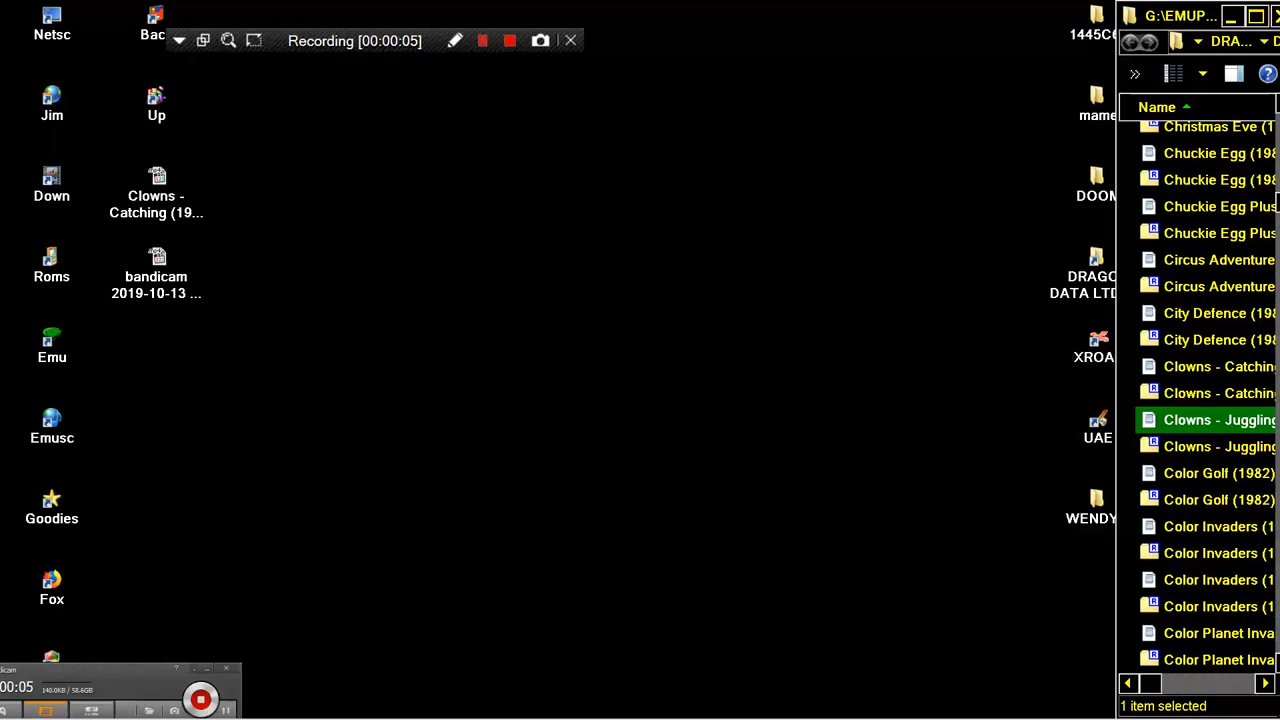 Netsc
Bac
Recording [00:00:05]
1445C6
G:\EMUP...
DRA...
Jim
Up
mame
Name
Down
Clowns -
Catching (19...
DOOM
Roms
bandicam
2019-10-13 ...
DRAGO
DATA LTD
Emu
XROA
Emusc
UAE
Goodies
WENDY
Fox
Christmas Eve (1
Chuckie Egg (198
Chuckie Egg (198
Chuckie Egg Plus
Chuckie Egg Plus
Circus Adventure
Circus Adventure
City Defence (198
City Defence (198
Clowns - Catchin
Clowns - Catchin
Clowns - Juggling
Clowns - Juggling
Color Golf (1982)
Color Golf (1982)
Color Invaders (1
Color Invaders (1
Color Invaders (1
Color Invaders (1
Color Planet Inva
Color Planet Inva
1 item selected
dicam
00:05
140.0KB / 58.6GB